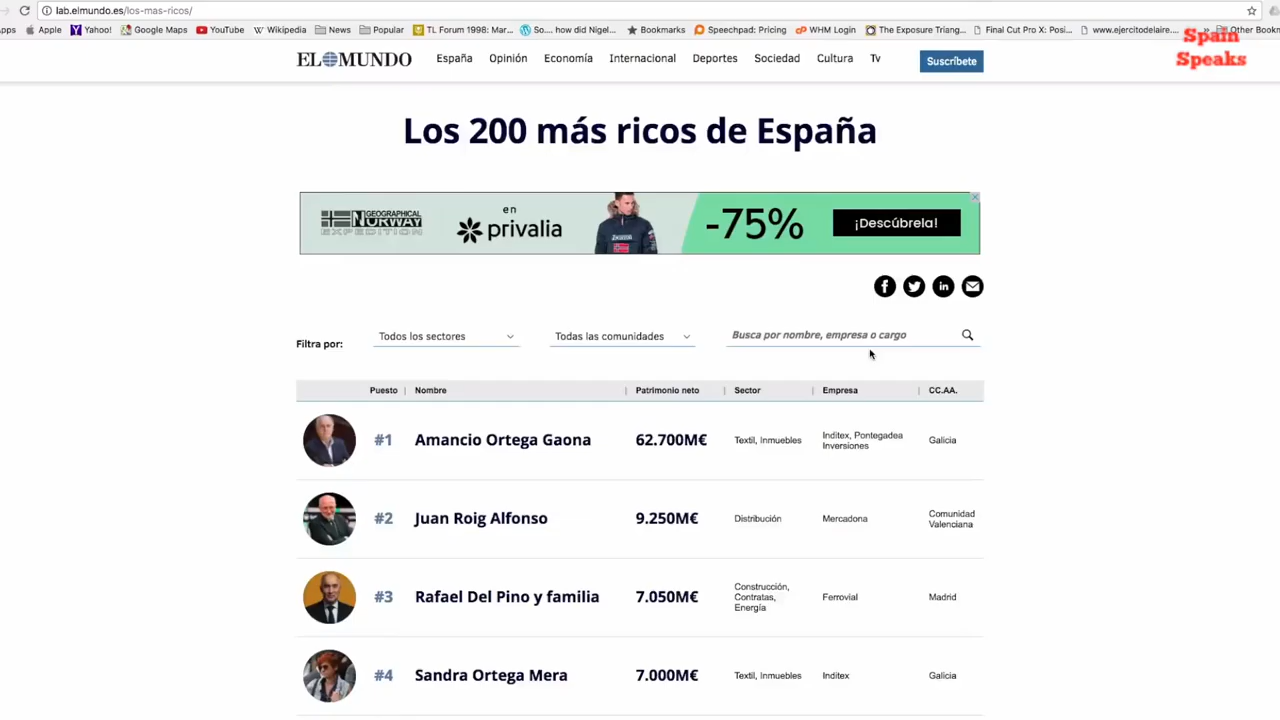 lab.elmundo.es/los-mas-ricos/
pps Apple Yahoo! Google Maps YouTube Wikipedia News Popular TL Forum 1998: Mar... So.... how did Nigel... Bookmarks Speechpad: Pricing WHM Login The Exposure Triang... Final Cut Pro X: Posi... www.ejercitodelaire.... » Other Bookm
Spain
Speaks
EL MUNDO España Opinión Economía Internacional Deportes Sociedad Cultura Tv Suscríbete
Los 200 más ricos de España
GEOGRAPHICAL
NORWAY
EXPEDITION
en
privalia
-75%
¡Descúbrela!
Filtra por: Todos los sectores Todas las comunidades Busca por nombre, empresa o cargo
Puesto | Nombre | Patrimonio neto | Sector | Empresa | CC.AA.
#1 Amancio Ortega Gaona 62.700M€ Textil, Inmuebles Inditex, Pontegadea Galicia
Inversiones
#2 Juan Roig Alfonso 9.250M€ Distribución Mercadona Comunidad
Valenciana
#3 Rafael Del Pino y familia 7.050M€ Construcción, Ferrovial Madrid
Contratas,
Energía
#4 Sandra Ortega Mera 7.000M€ Textil, Inmuebles Inditex Galicia